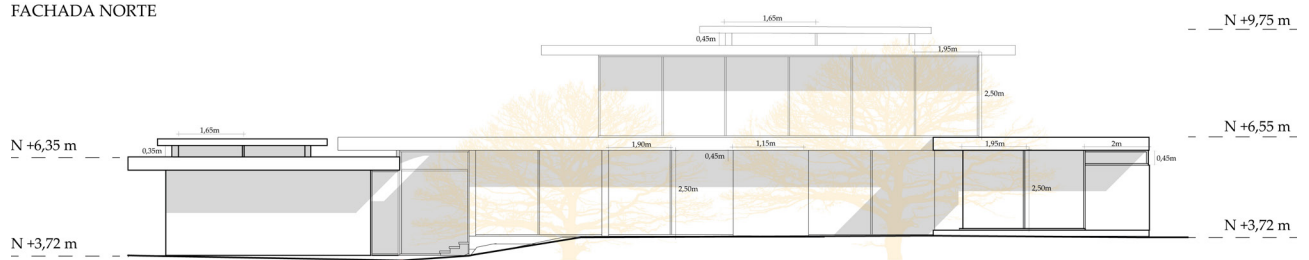 FACHADA NORTE
1,65m
N +9,75 m
0,45m
1,95m
2,50m
1,65m
N +6,55 m
N +6,35 m
0,35m
1,90m
0,45m
1,15m
1,95m
2m
0,45m
2,50m
2,50m
N +3,72 m
N +3,72 m